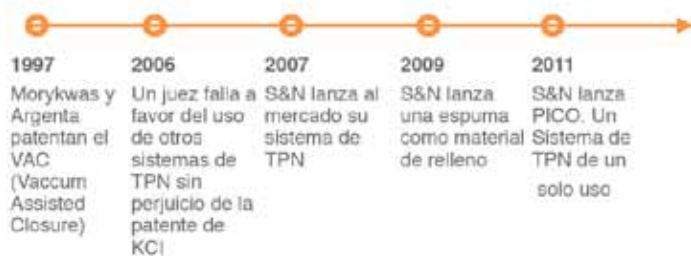 1997
Morykwas y
Argenta
patentan el
VAC
(Vaccum
Assisted
Closure)
2006
Un juez falla a
favor del uso
de otros
sistemas de
TPN sin
perjuicio de la
patente de
KCI
2007
S&N lanza al
mercado su
sistema de
TPN
2009
S&N lanza
una espuma
como material
de relleno
2011
S&N lanza
PICO. Un
Sistema de
TPN de un
solo uso